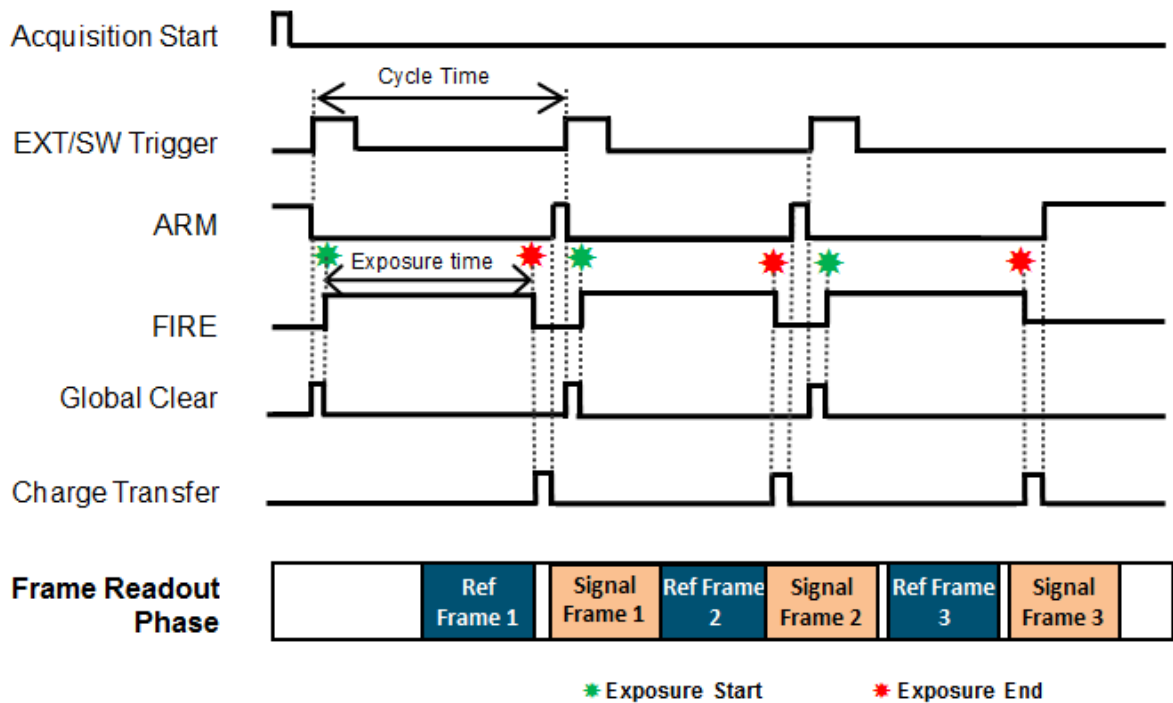 Acquisition Start
Cycle Time
EXT/SW Trigger
ARM
Exposure time
FIRE
Global Clear
Charge Transfer
Frame Readout
Phase
Ref
Frame 1
Signal
Frame 1
Ref Frame
2
Signal
Frame 2
Ref Frame
3
Signal
Frame 3
Exposure Start
Exposure End